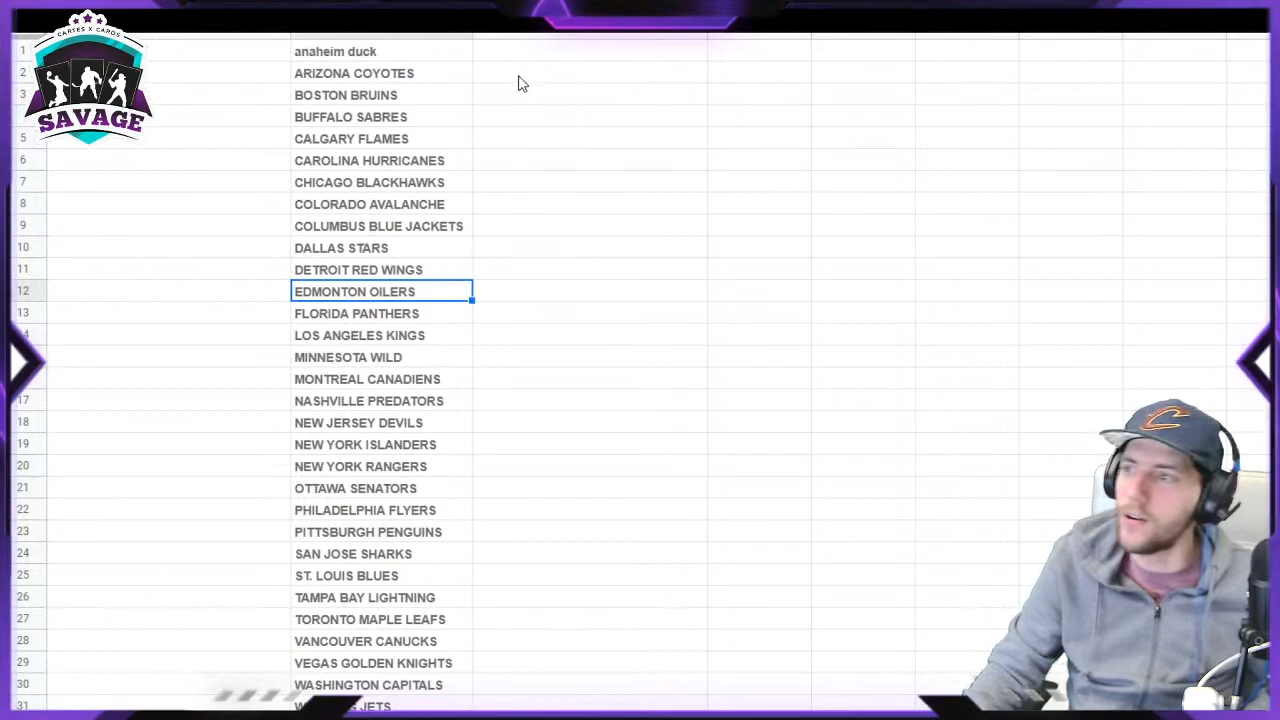 CARTES X CARDS
SAVAGE
1 anaheim duck
2 ARIZONA COYOTES
3 BOSTON BRUINS
BUFFALO SABRES
5 CALGARY FLAMES
6 CAROLINA HURRICANES
7 CHICAGO BLACKHAWKS
8 COLORADO AVALANCHE
9 COLUMBUS BLUE JACKETS
10 DALLAS STARS
11 DETROIT RED WINGS
12 EDMONTON OILERS
13 FLORIDA PANTHERS
LOS ANGELES KINGS
MINNESOTA WILD
MONTREAL CANADIENS
17 NASHVILLE PREDATORS
18 NEW JERSEY DEVILS
19 NEW YORK ISLANDERS
20 NEW YORK RANGERS
21 OTTAWA SENATORS
22 PHILADELPHIA FLYERS
23 PITTSBURGH PENGUINS
24 SAN JOSE SHARKS
25 ST. LOUIS BLUES
26 TAMPA BAY LIGHTNING
27 TORONTO MAPLE LEAFS
28 VANCOUVER CANUCKS
29 VEGAS GOLDEN KNIGHTS
30 WASHINGTON CAPITALS
31 JETS
C